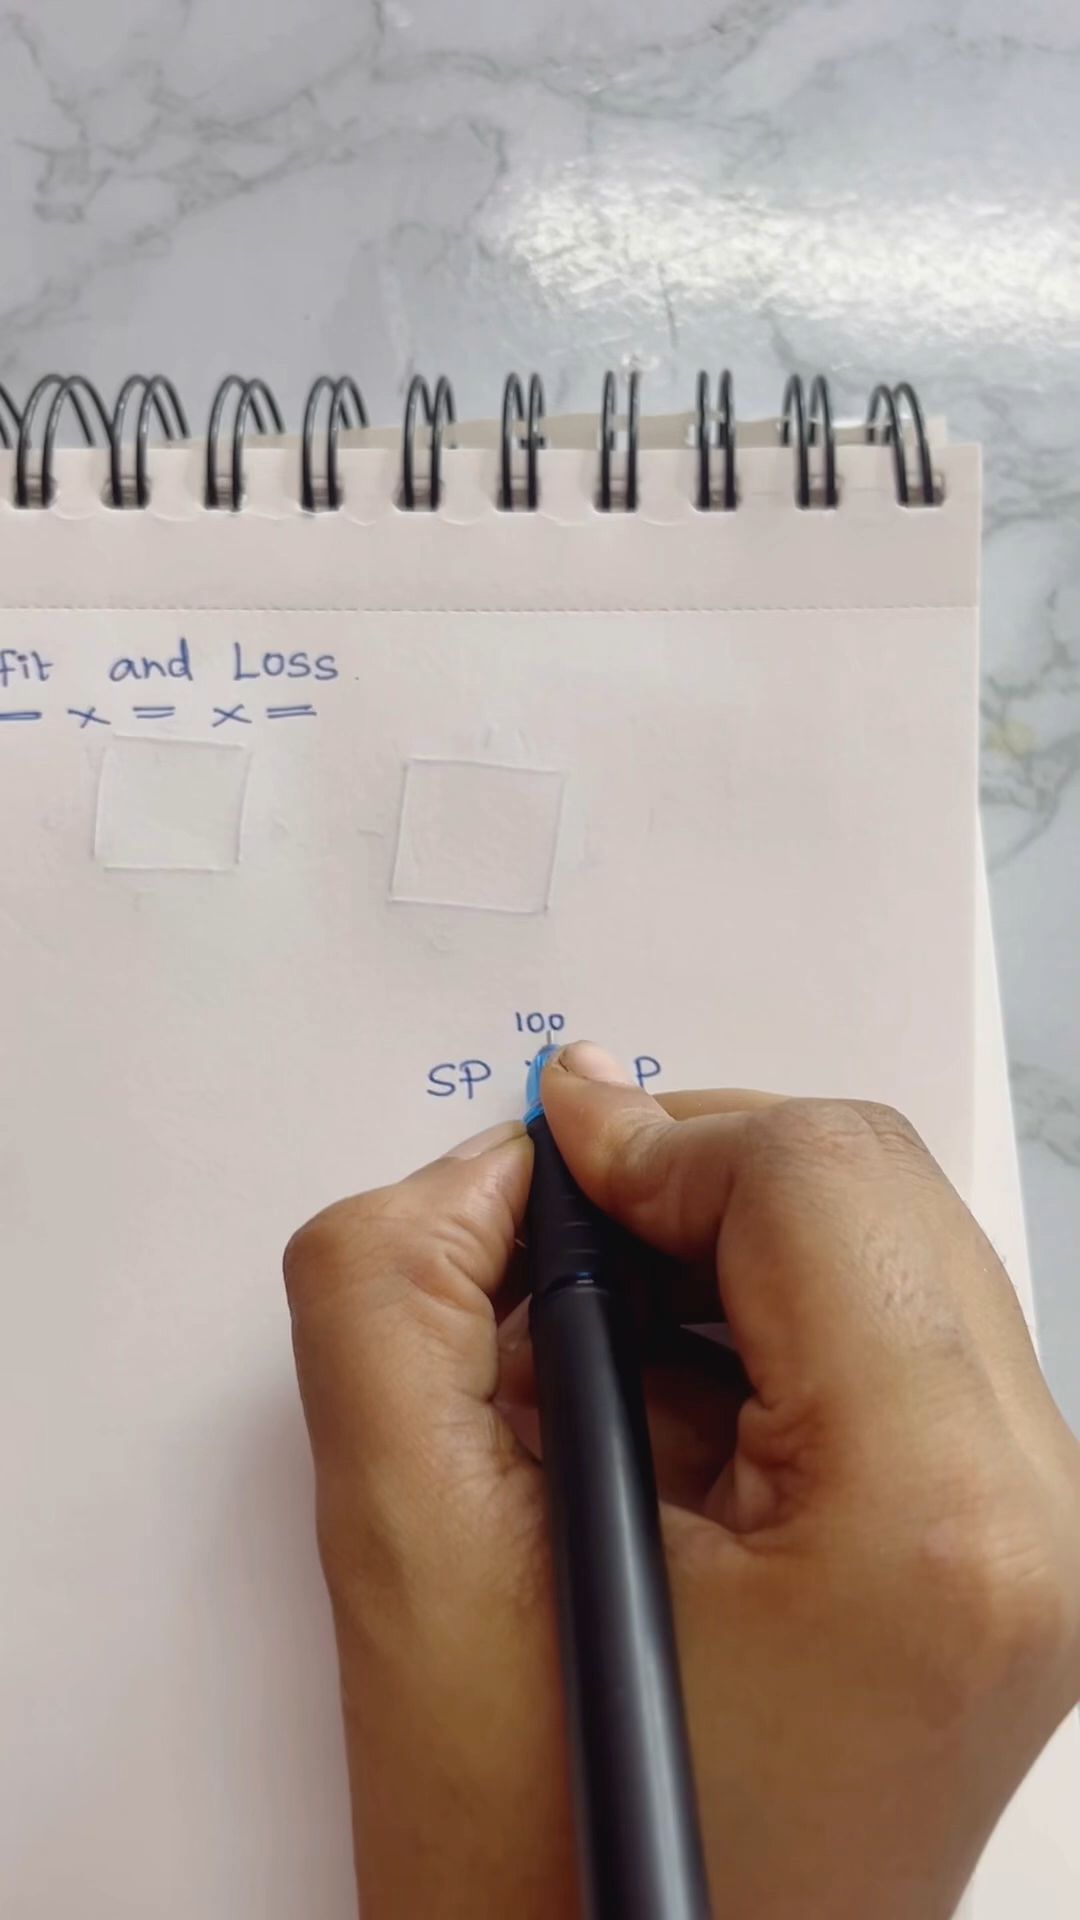 fit and Loss.
= x = x =
100
SP P